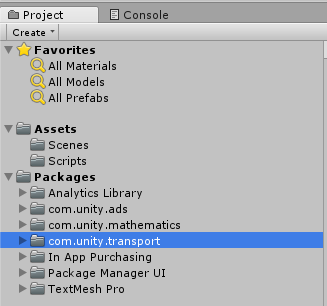 Project Console
Create
Favorites
All Materials
All Models
All Prefabs
Assets
Scenes
Scripts
Packages
Analytics Library
com.unity.ads
com.unity.mathematics
com.unity.transport
In App Purchasing
Package Manager UI
TextMesh Pro